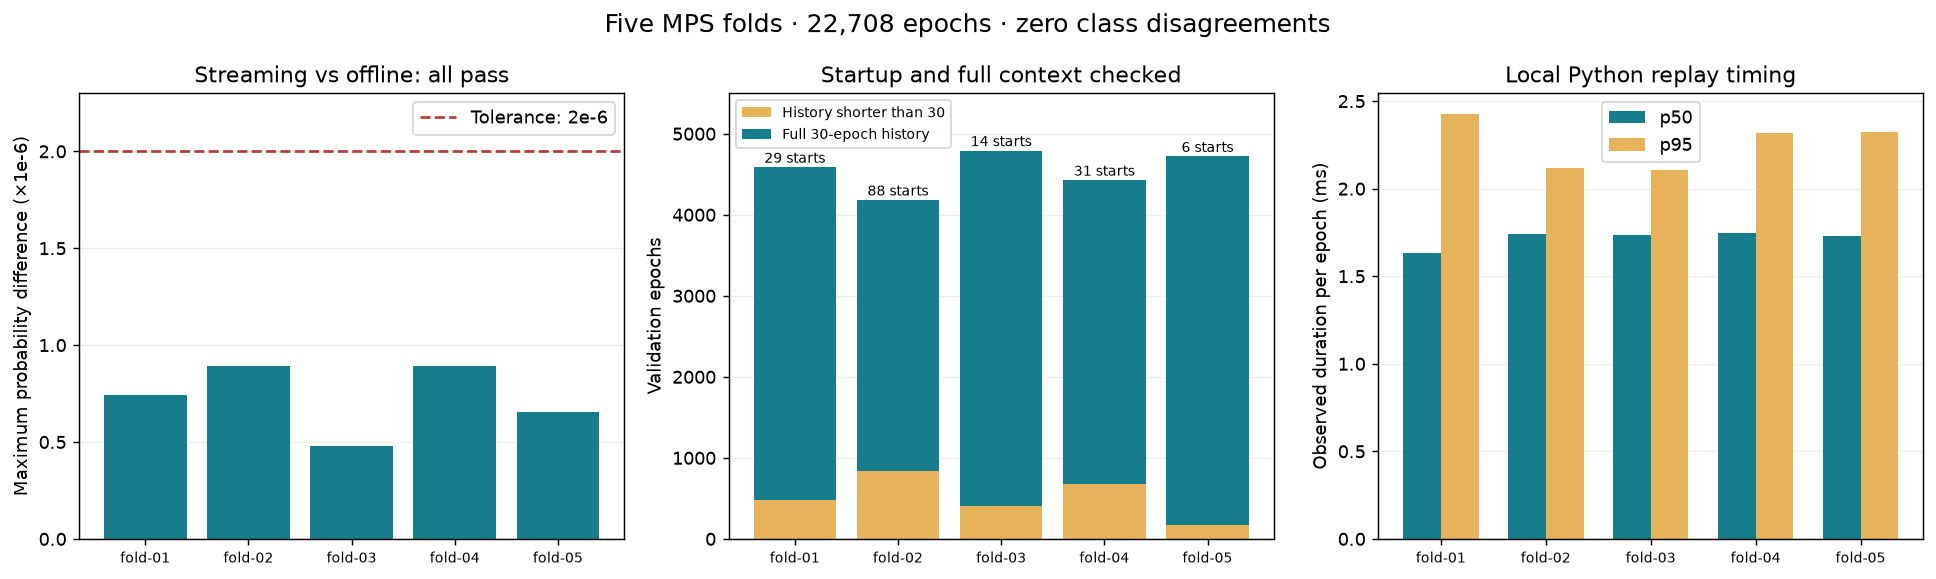 Five MPS folds · 22,708 epochs · zero class disagreements
Streaming vs offline: all pass
Maximum probability difference (×1e-6)
2.0
1.5
1.0
0.5
0.0
Tolerance: 2e-6
fold-01 fold-02 fold-03 fold-04 fold-05
Startup and full context checked
Validation epochs
5000
4000
3000
2000
1000
0
History shorter than 30
Full 30-epoch history
29 starts
88 starts
14 starts
31 starts
6 starts
fold-01 fold-02 fold-03 fold-04 fold-05
Local Python replay timing
Observed duration per epoch (ms)
2.5
2.0
1.5
1.0
0.5
0.0
p50
p95
fold-01 fold-02 fold-03 fold-04 fold-05